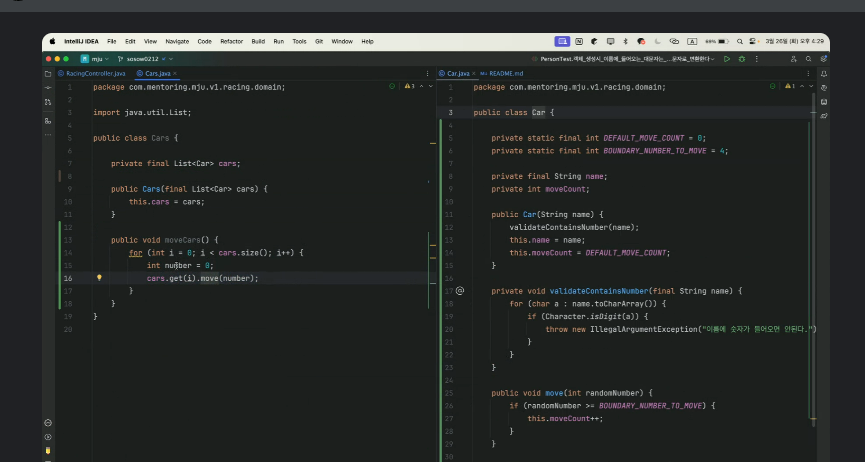 IntelliJ IDEA File Edit View Navigate Code Refactor Build Run Tools Git Window Help
3월 26일 (화) 오후 4:29
mju
sosow0212
PersonTest.객체_생성시_이름에_들어오는_대문자는_...문자로_변환한다
RacingController.java
Cars.java
Car.java
README.md
1 package com.mentoring.mju.v1.racing.domain;
2
3 import java.util.List;
4
5 public class Cars {
6
7 private final List<Car> cars;
8
9 public Cars(final List<Car> cars) {
10 this.cars = cars;
11 }
12
13 public void moveCars() {
14 for (int i = 0; i < cars.size(); i++) {
15 int number = 0;
16 cars.get(i).move(number);
17 }
18 }
19 }
20
1 package com.mentoring.mju.v1.racing.domain;
2
3 public class Car {
4
5 private static final int DEFAULT_MOVE_COUNT = 0;
6 private static final int BOUNDARY_NUMBER_TO_MOVE = 4;
7
8 private final String name;
9 private int moveCount;
10
11 public Car(String name) {
12 validateContainsNumber(name);
13 this.name = name;
14 this.moveCount = DEFAULT_MOVE_COUNT;
15 }
16
17 private void validateContainsNumber(final String name) {
18 for (char a : name.toCharArray()) {
19 if (Character.isDigit(a)) {
20 throw new IllegalArgumentException("이름에 숫자가 들어오면 안된다.")
21 }
22 }
23 }
24
25 public void move(int randomNumber) {
26 if (randomNumber >= BOUNDARY_NUMBER_TO_MOVE) {
27 this.moveCount++;
28 }
29 }
30